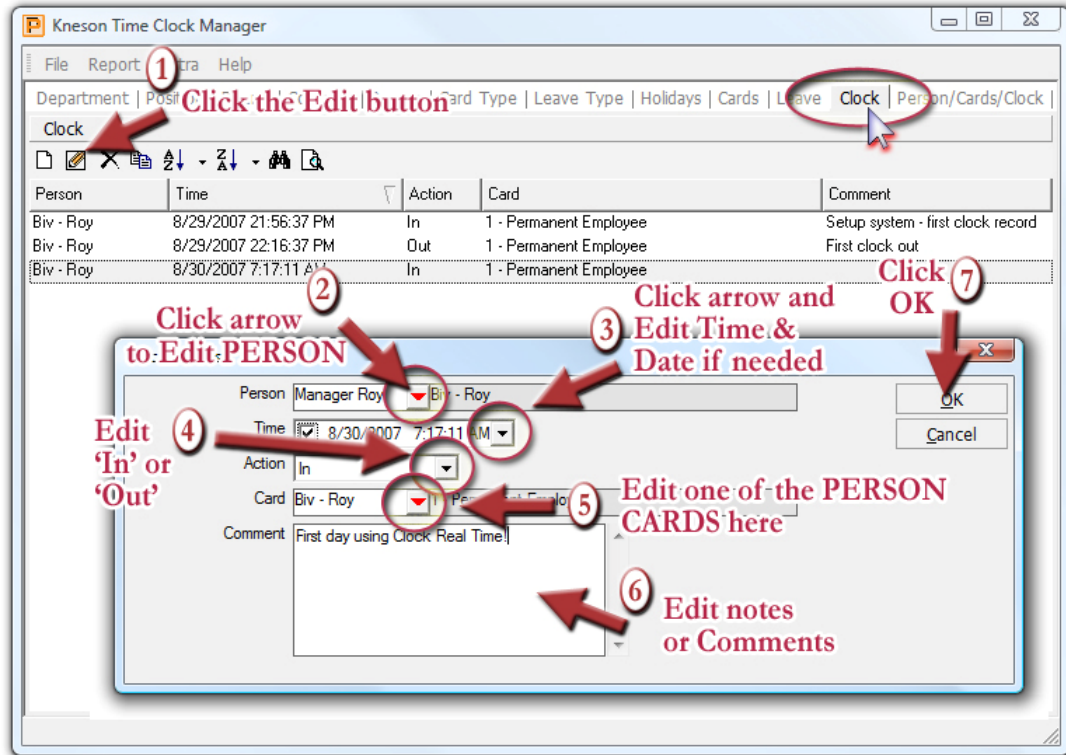 Kneson Time Clock Manager
File Report Help
1
Click the Edit button
Department | Card Type | Leave Type | Holidays | Cards | Leave Clock | Person/Cards/Clock |
Clock
Person Time Action Card Comment
Biv - Roy 8/29/2007 21:56:37 PM In 1 - Permanent Employee Setup system - first clock record
Biv - Roy 8/29/2007 22:16:37 PM Out 1 - Permanent Employee First clock out
Biv - Roy 8/30/2007 7:17:11 AM In 1 - Permanent Employee
2
Click arrow
to Edit PERSON
3
Click arrow and
Edit Time &
Date if needed
Click
OK
7
Person Manager Roy Biv - Roy
OK
Time 8/30/2007 7:17:11 AM
Cancel
4
Edit
‘In’ or
‘Out’
Action In
Card Biv - Roy 1 - Permanent Employee
5
Edit one of the PERSON
CARDS here
Comment First day using Clock Real Time!
6
Edit notes
or Comments